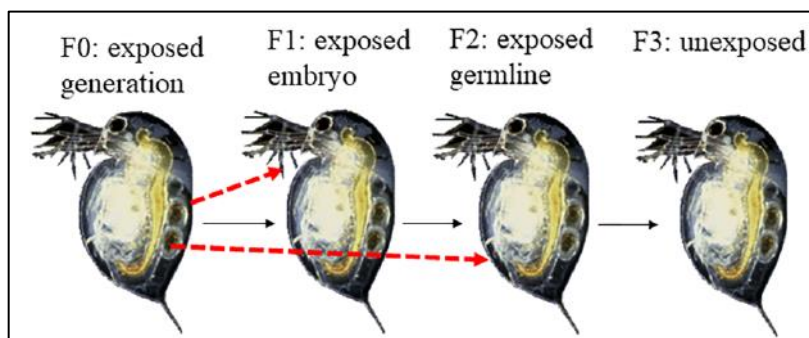 F0: exposed
generation
F1: exposed
embryo
F2: exposed
germline
F3: unexposed